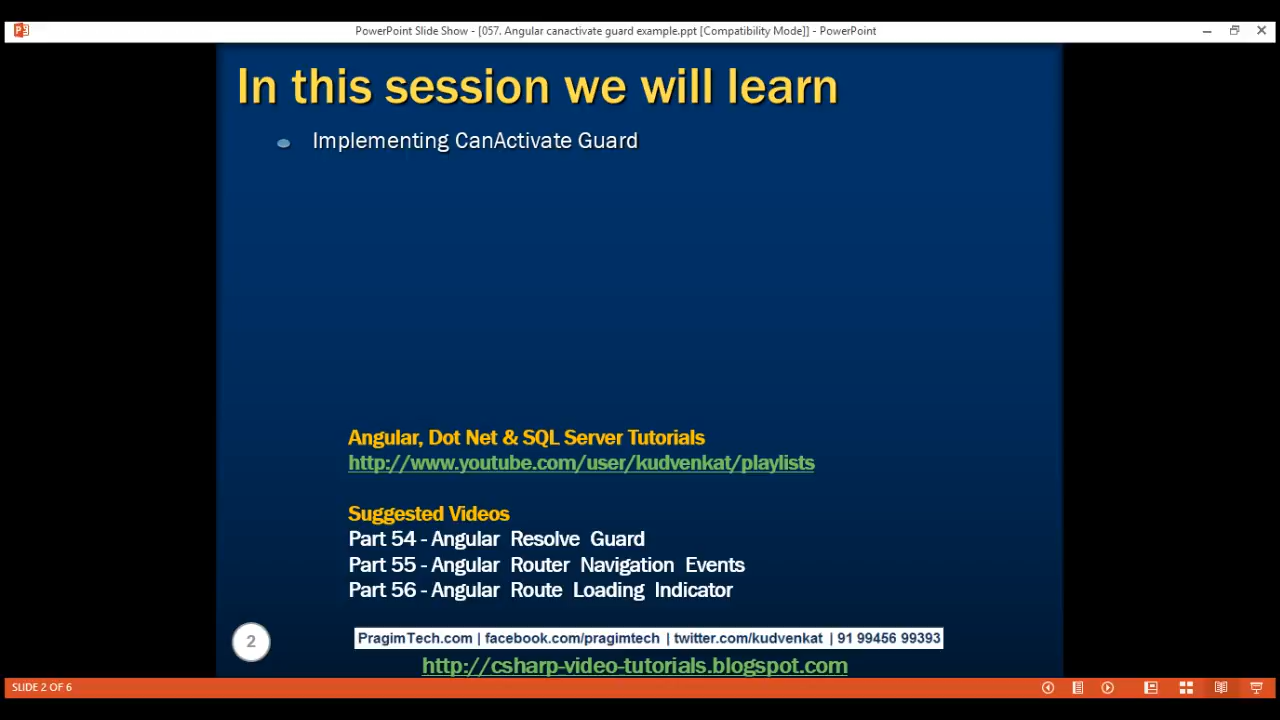 PowerPoint Slide Show - [057. Angular canactivate guard example.ppt [Compatibility Mode]] - PowerPoint
In this session we will learn
Implementing CanActivate Guard
Angular, Dot Net & SQL Server Tutorials
http://www.youtube.com/user/kudvenkat/playlists
Suggested Videos
Part 54 - Angular Resolve Guard
Part 55 - Angular Router Navigation Events
Part 56 - Angular Route Loading Indicator
2
PragimTech.com | facebook.com/pragimtech | twitter.com/kudvenkat | 91 99456 99393
http://csharp-video-tutorials.blogspot.com
SLIDE 2 OF 6